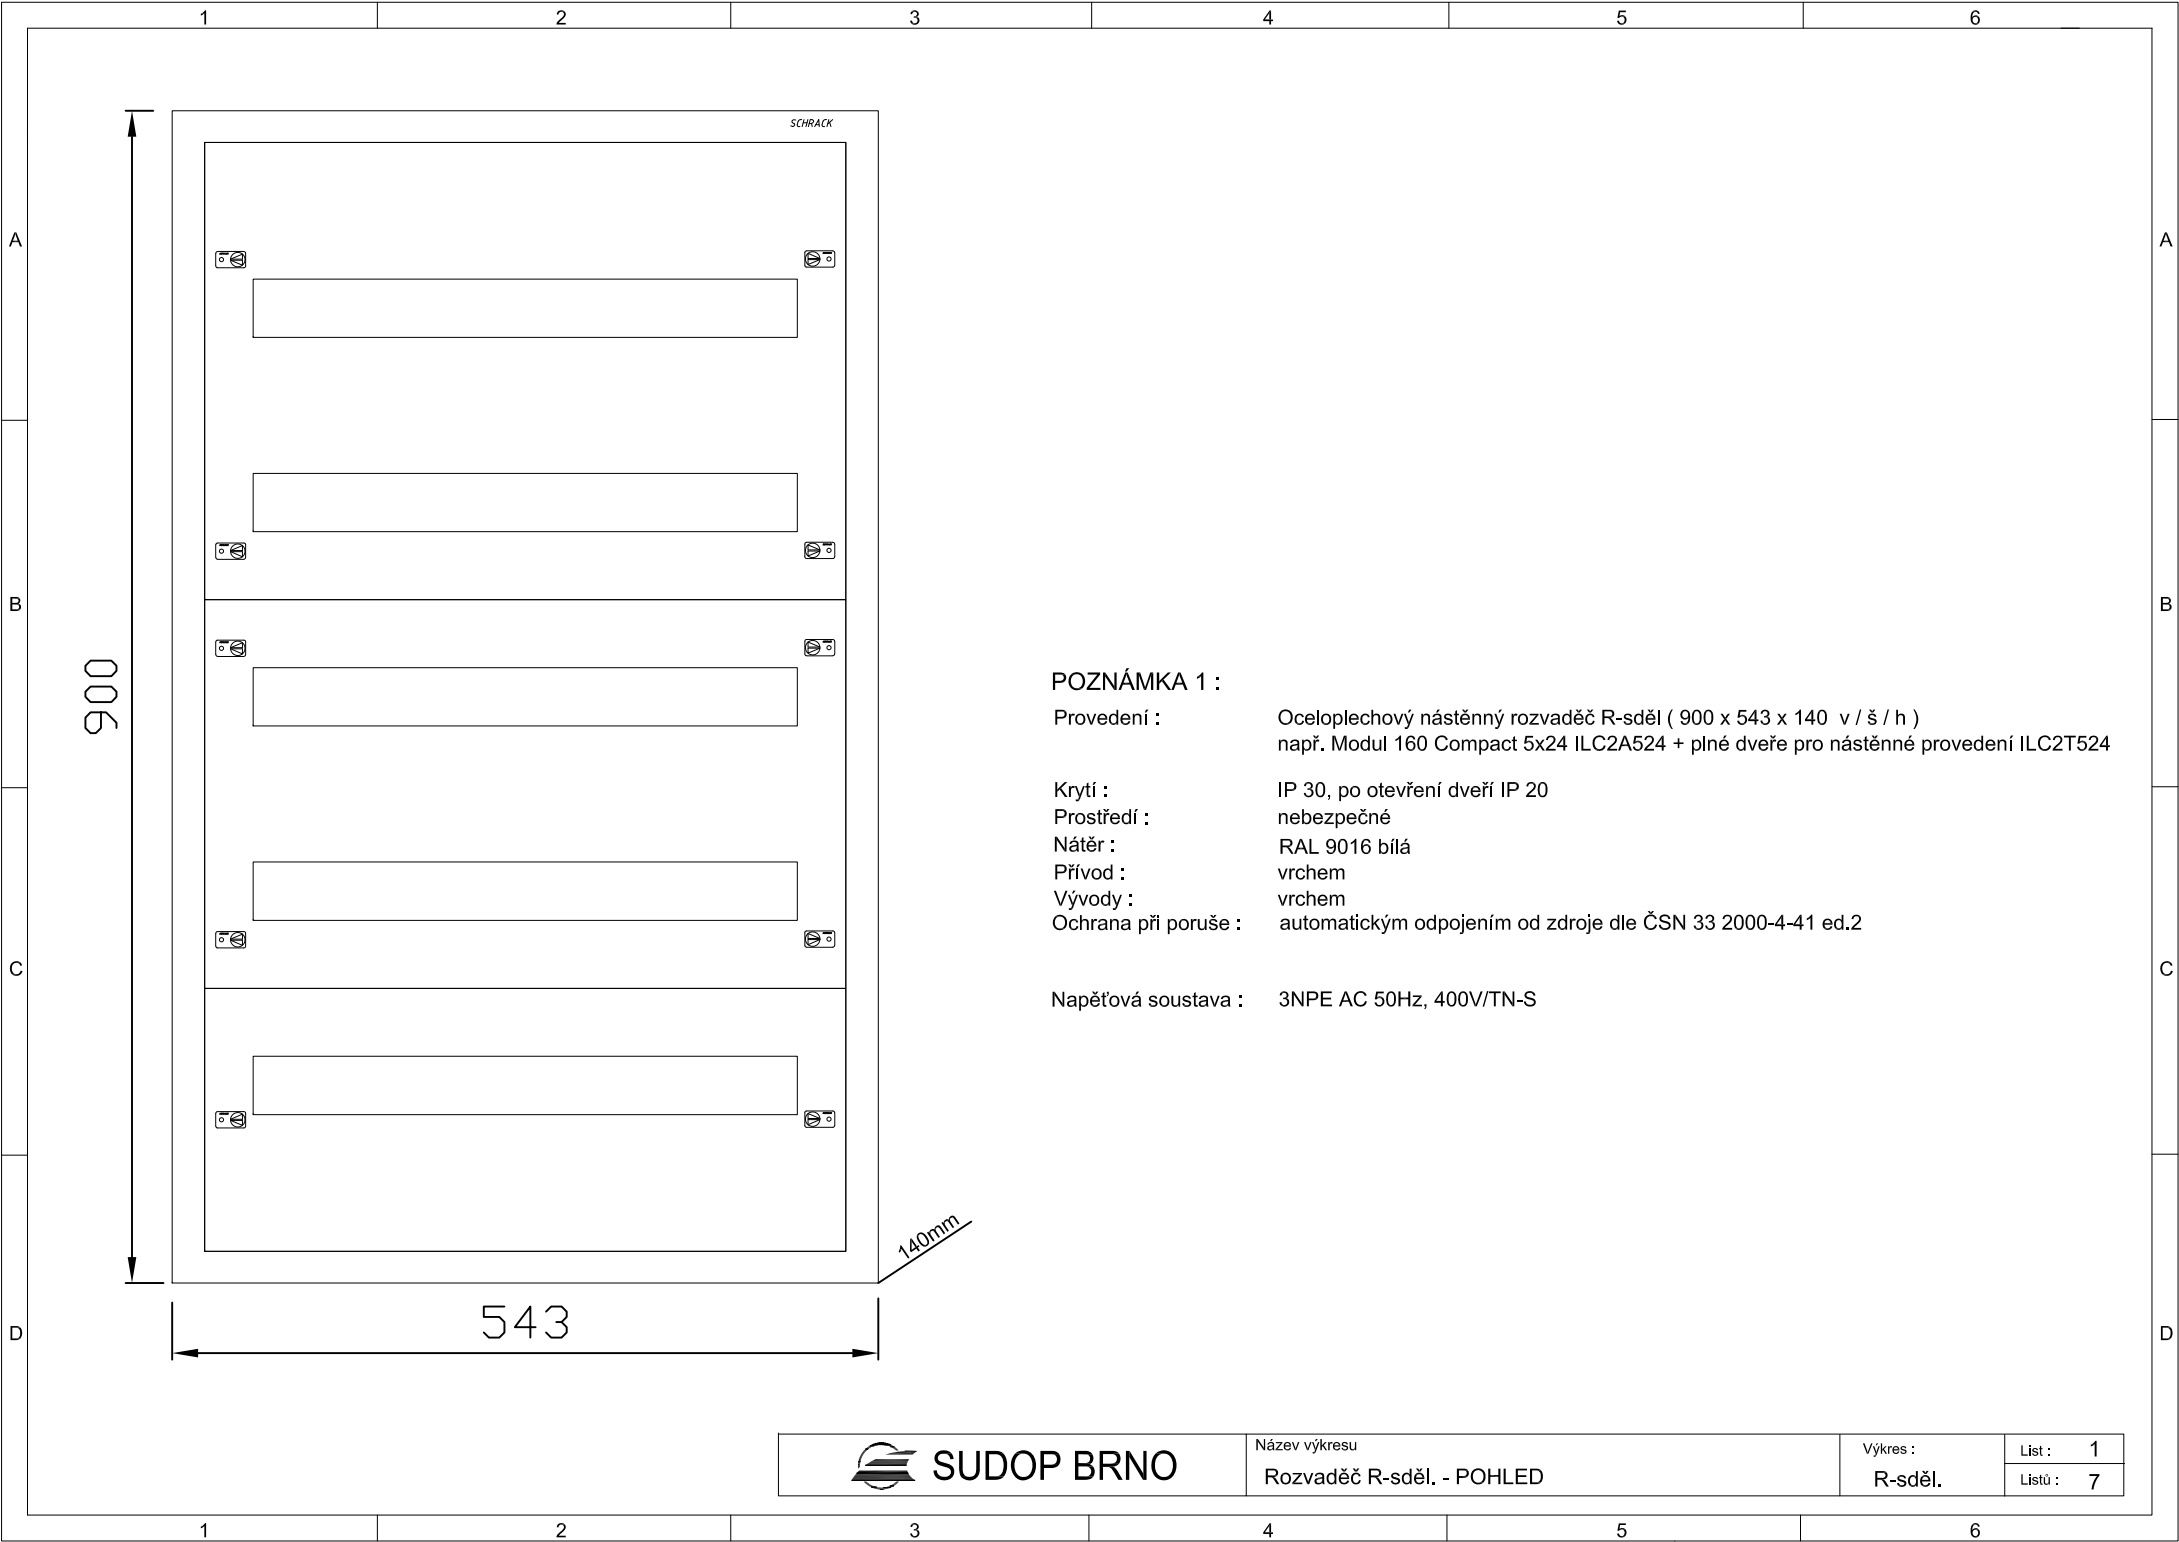 1 2 3 4 5 6
SCHRACK
A A
B B
C C
D D
900
543
140mm
POZNÁMKA 1 :
Provedení : Oceloplechový nástěnný rozvaděč R-sděl ( 900 x 543 x 140 v / š / h )
např. Modul 160 Compact 5x24 ILC2A524 + plné dveře pro nástěnné provedení ILC2T524
Krytí : IP 30, po otevření dveří IP 20
Prostředí : nebezpečné
Nátěr : RAL 9016 bílá
Přívod : vrchem
Vývody : vrchem
Ochrana při poruše : automatickým odpojením od zdroje dle ČSN 33 2000-4-41 ed.2
Napěťová soustava : 3NPE AC 50Hz, 400V/TN-S
SUDOP BRNO
Název výkresu
Rozvaděč R-sděl. - POHLED
Výkres :
R-sděl.
List : 1
Listů : 7
1 2 3 4 5 6